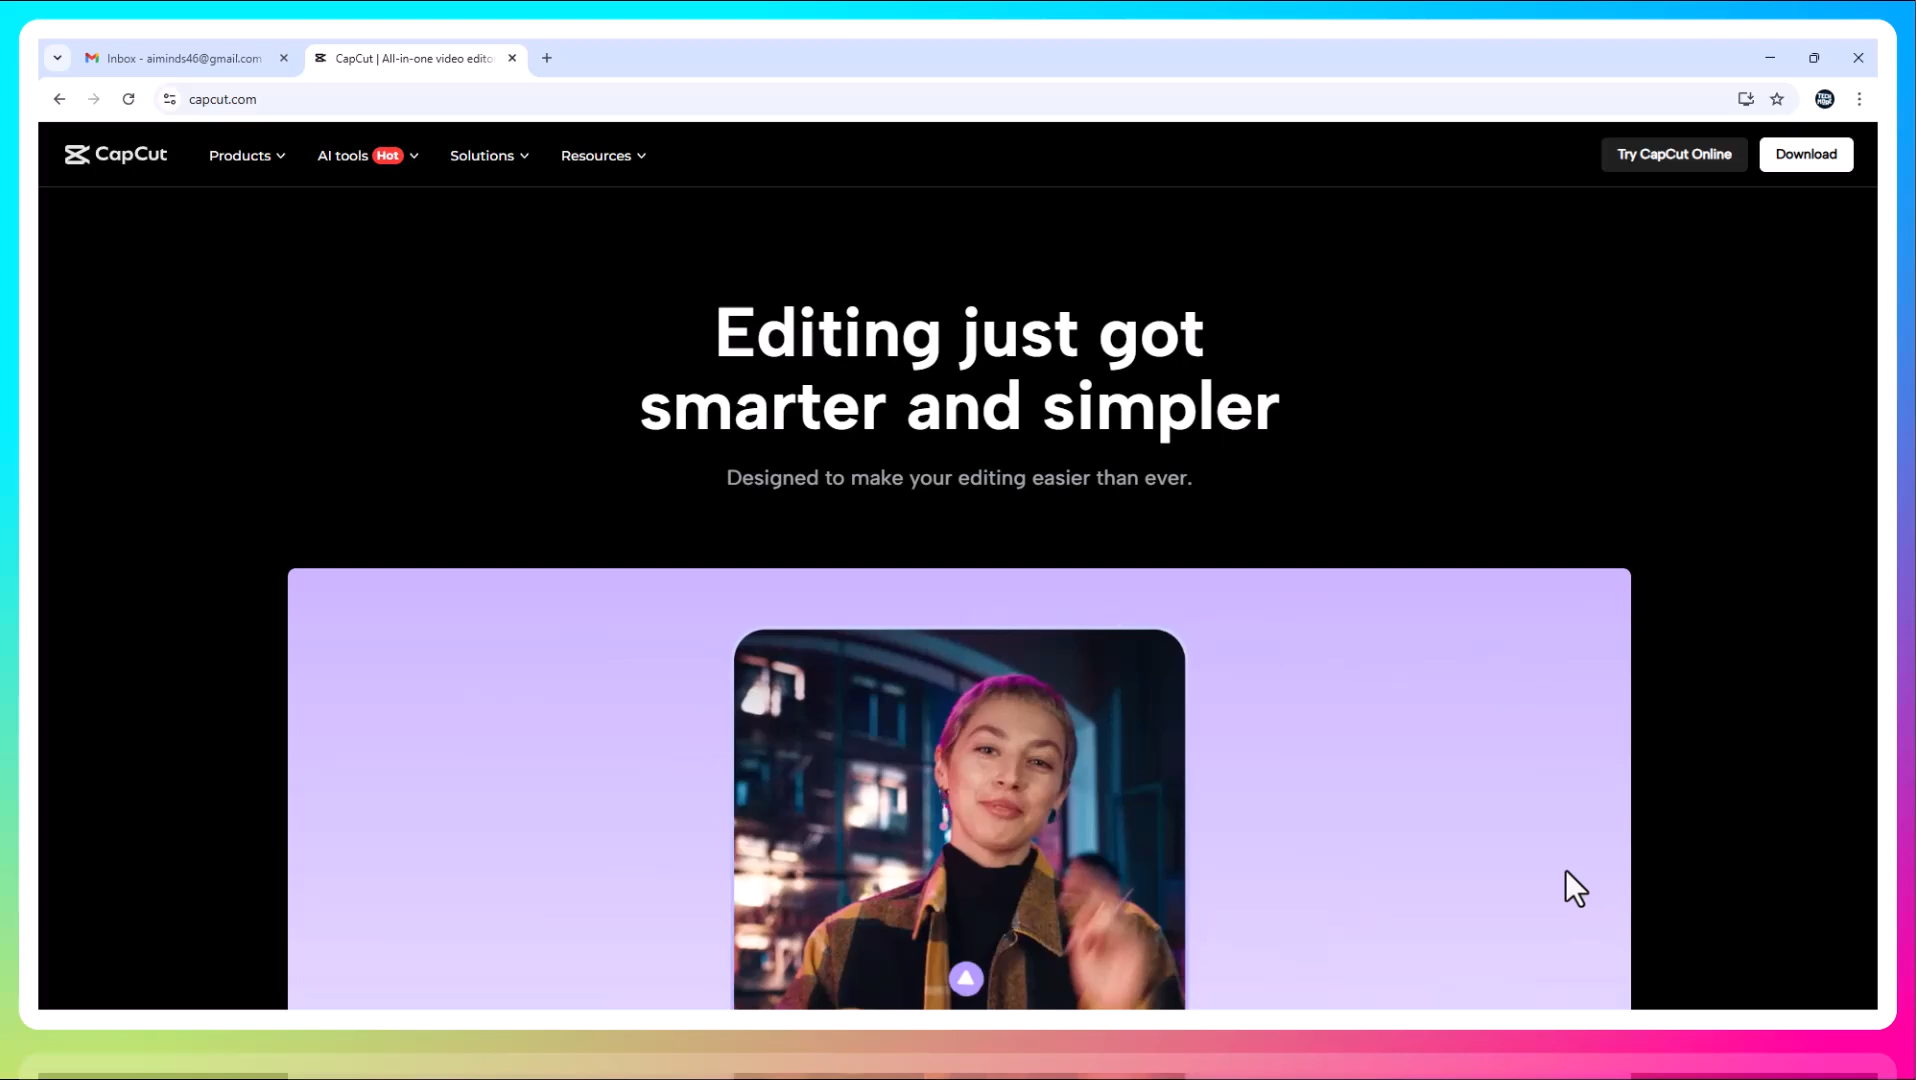 Inbox - aiminds46@gmail.com
CapCut | All-in-one video edito
capcut.com
CapCut
Products
AI tools Hot
Solutions
Resources
Try CapCut Online
Download
Editing just got
smarter and simpler
Designed to make your editing easier than ever.